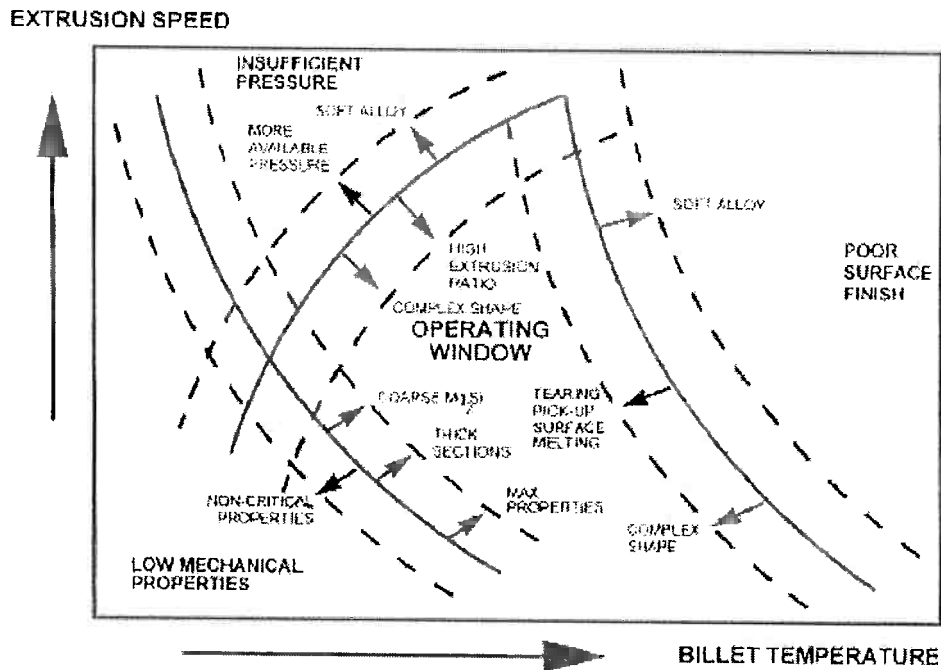 EXTRUSION SPEED
INSUFFICIENT
PRESSURE
SOFT ALLOY
MORE
AVAILABLE
PRESSURE
SOFT ALLOY
HIGH
EXTRUSION
RATIO
POOR
SURFACE
FINISH
COMPLEX SHAPE
OPERATING
WINDOW
COARSE M2SI
TEARING
PICK-UP
SURFACE
MELTING
THICK
SECTIONS
NON-CRITICAL
PROPERTIES
MAX
PROPERTIES
COMPLEX
SHAPE
LOW MECHANICAL
PROPERTIES
BILLET TEMPERATURE